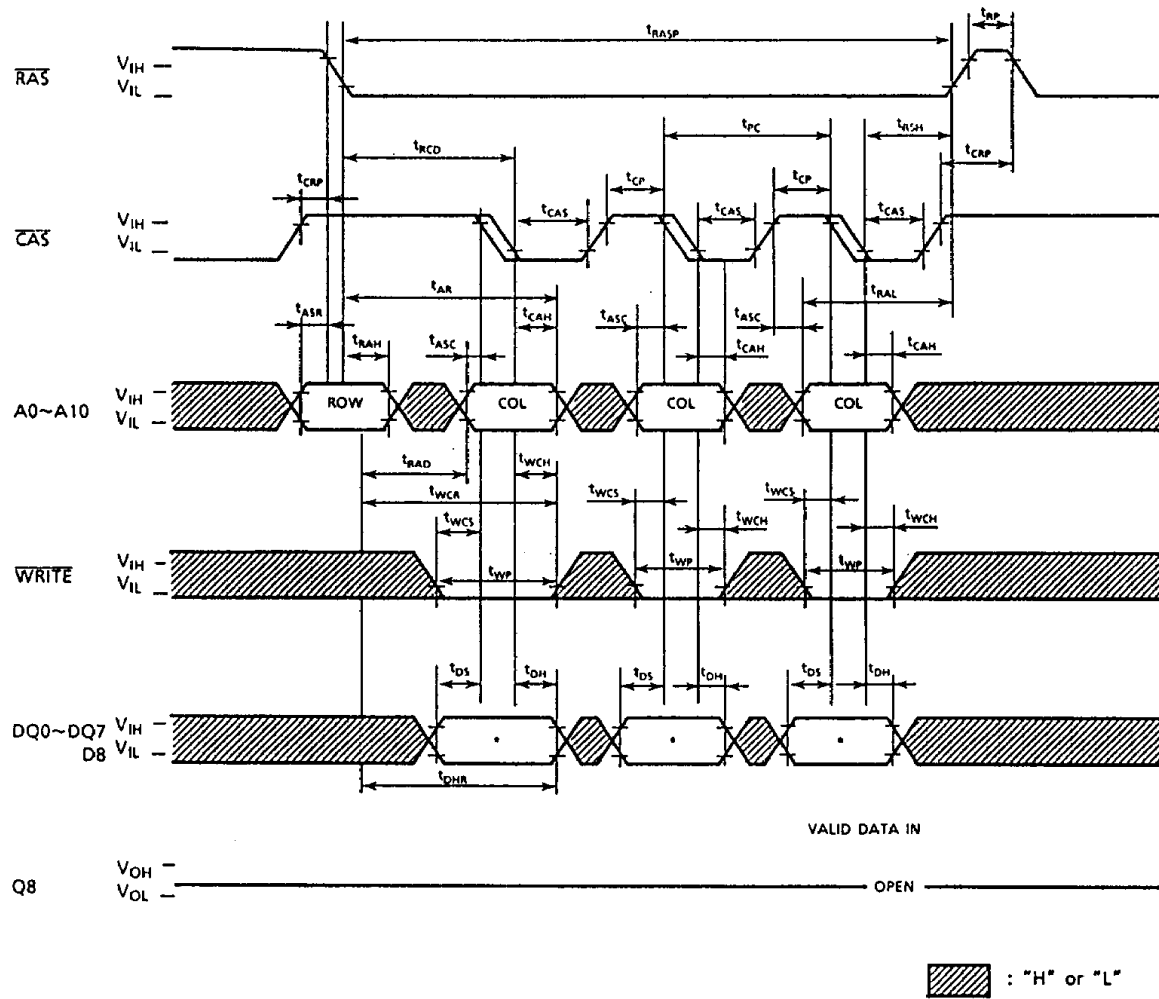 tRP
tRASP
RAS
VIH
VIL
tPC
tRSH
tRCD
tCRP
tCRP
tCP
tCP
CAS
VIH
VIL
tCAS
tCAS
tCAS
tAR
tRAL
tASR
tCAH
tASC
tASC
tRAH
tASC
tCAH
tCAH
A0~A10
VIH
VIL
ROW
COL
COL
COL
tRAD
tWCH
tWCR
tWCS
tWCS
tWCS
tWCH
tWCH
WRITE
VIH
VIL
tWP
tWP
tWP
tDS
tDH
tDS
tDH
tDS
tDH
DQ0~DQ7
D8
VIH
VIL
*
*
*
tDHR
VALID DATA IN
Q8
VOH
VOL
OPEN
: "H" or "L"